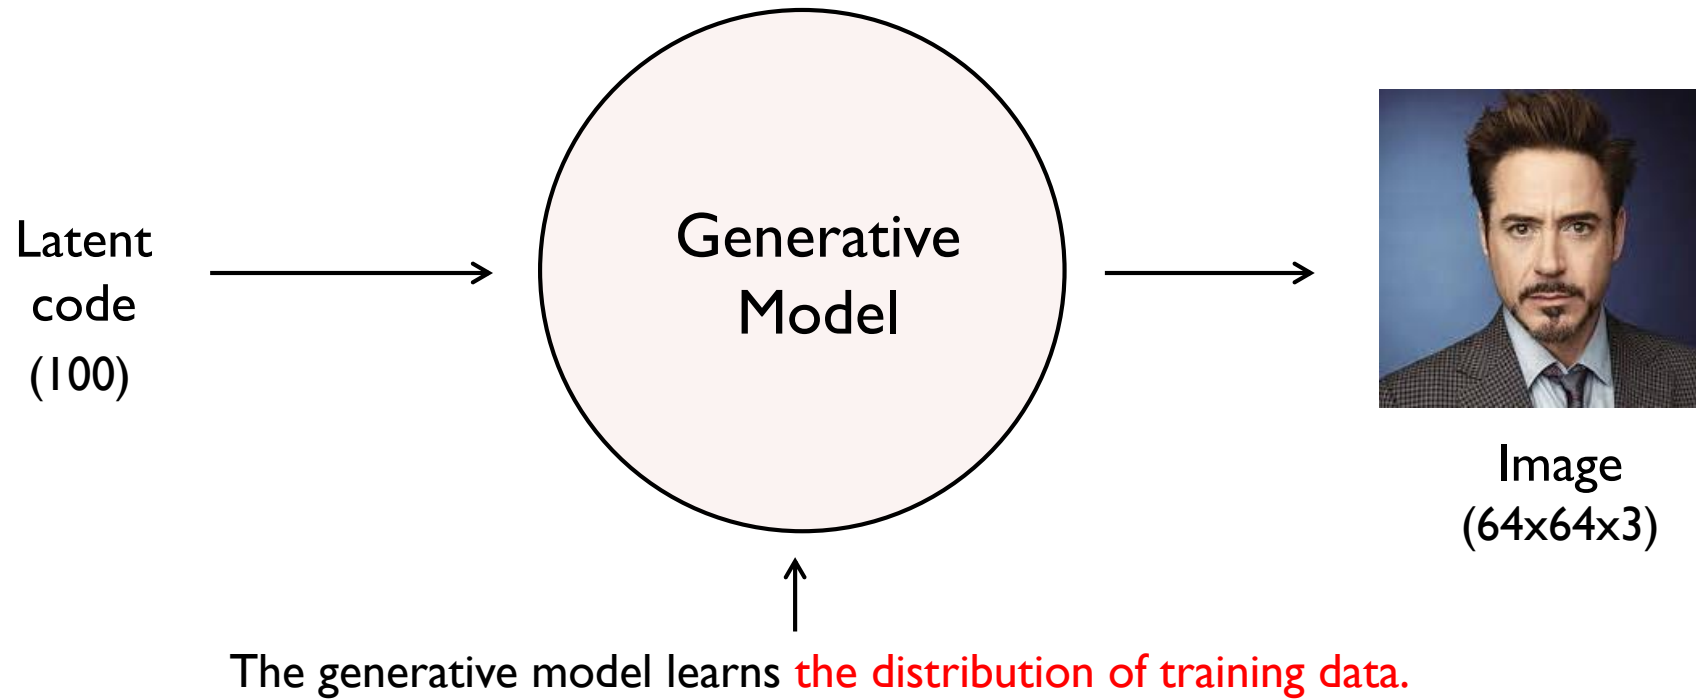 Latent
code
(100)
Generative
Model
Image
(64x64x3)
The generative model learns the distribution of training data.